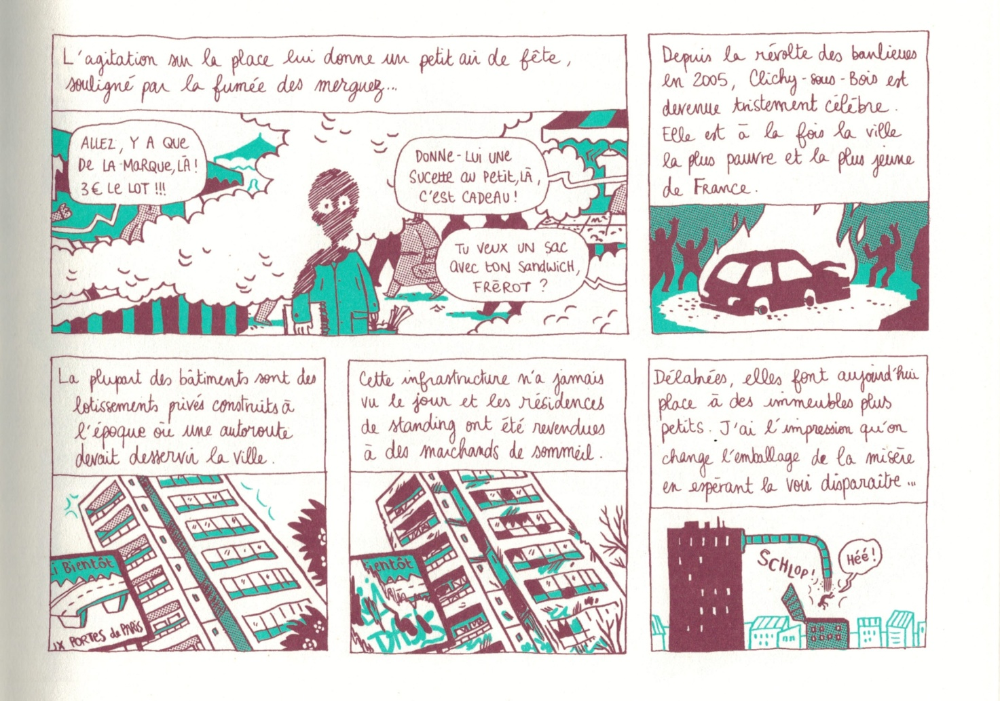 L'agitation sur la place lui donne un petit air de fête,
souligné par la fumée des merguez...
ALLEZ, Y A QUE
DE LA MARQUE, LÀ !
3€ LE LOT !!!
DONNE-LUI UNE
SUCETTE AU PETIT, LÀ,
C'EST CADEAU !
TU VEUX UN SAC
AVEC TON SANDWICH,
FRÉROT ?
Depuis la révolte des banlieues
en 2005, Clichy-sous-Bois est
devenue tristement célèbre.
Elle est à la fois la ville
la plus pauvre et la plus jeune
de France.
La plupart des bâtiments sont des
lotissements privés construits à
l'époque où une autoroute
devait desservir la ville.
Ci Bientôt
UX PORTES de PARIS
Cette infrastructure n'a jamais
vu le jour et les résidences
de standing ont été revendues
à des marchands de sommeil.
Bientôt
Délabrées, elles font aujourd'hui
place à des immeubles plus
petits. J'ai l'impression qu'on
change l'emballage de la misère
en espérant la voir disparaître...
SCHLOP !
HÉÉ !